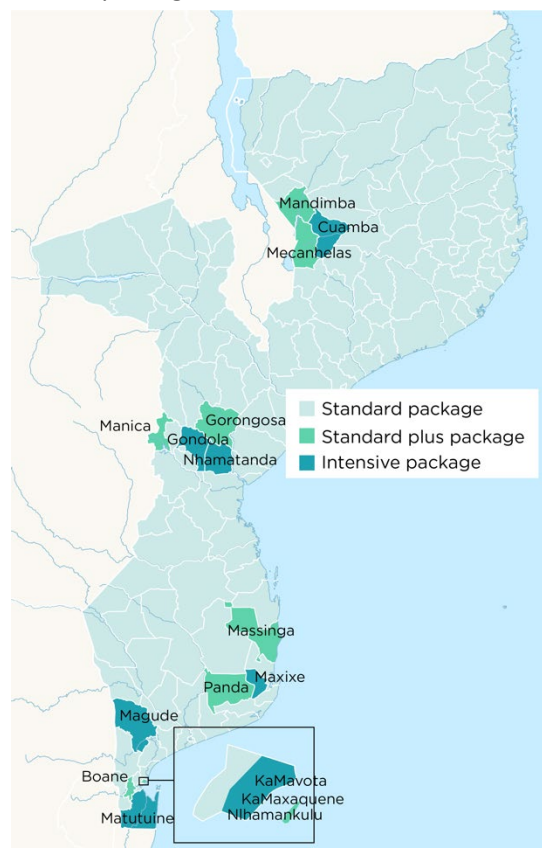 Mandimba
Cuamba
Mecanhelas
Standard package
Standard plus package
Intensive package
Manica
Gorongosa
Gondola
Nhamatanda
Massinga
Panda
Maxixe
Magude
Boane
Matutuine
KaMavota
KaMaxaquene
Nlhamankulu